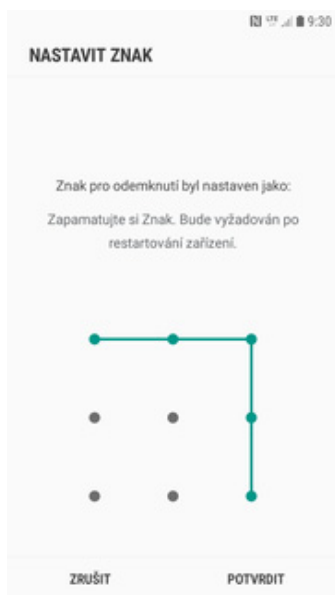 9:30
NASTAVIT ZNAK
Znak pro odemknutí byl nastaven jako:
Zapamatujte si Znak. Bude vyžadován po
restartování zařízení.
ZRUŠIT POTVRDIT